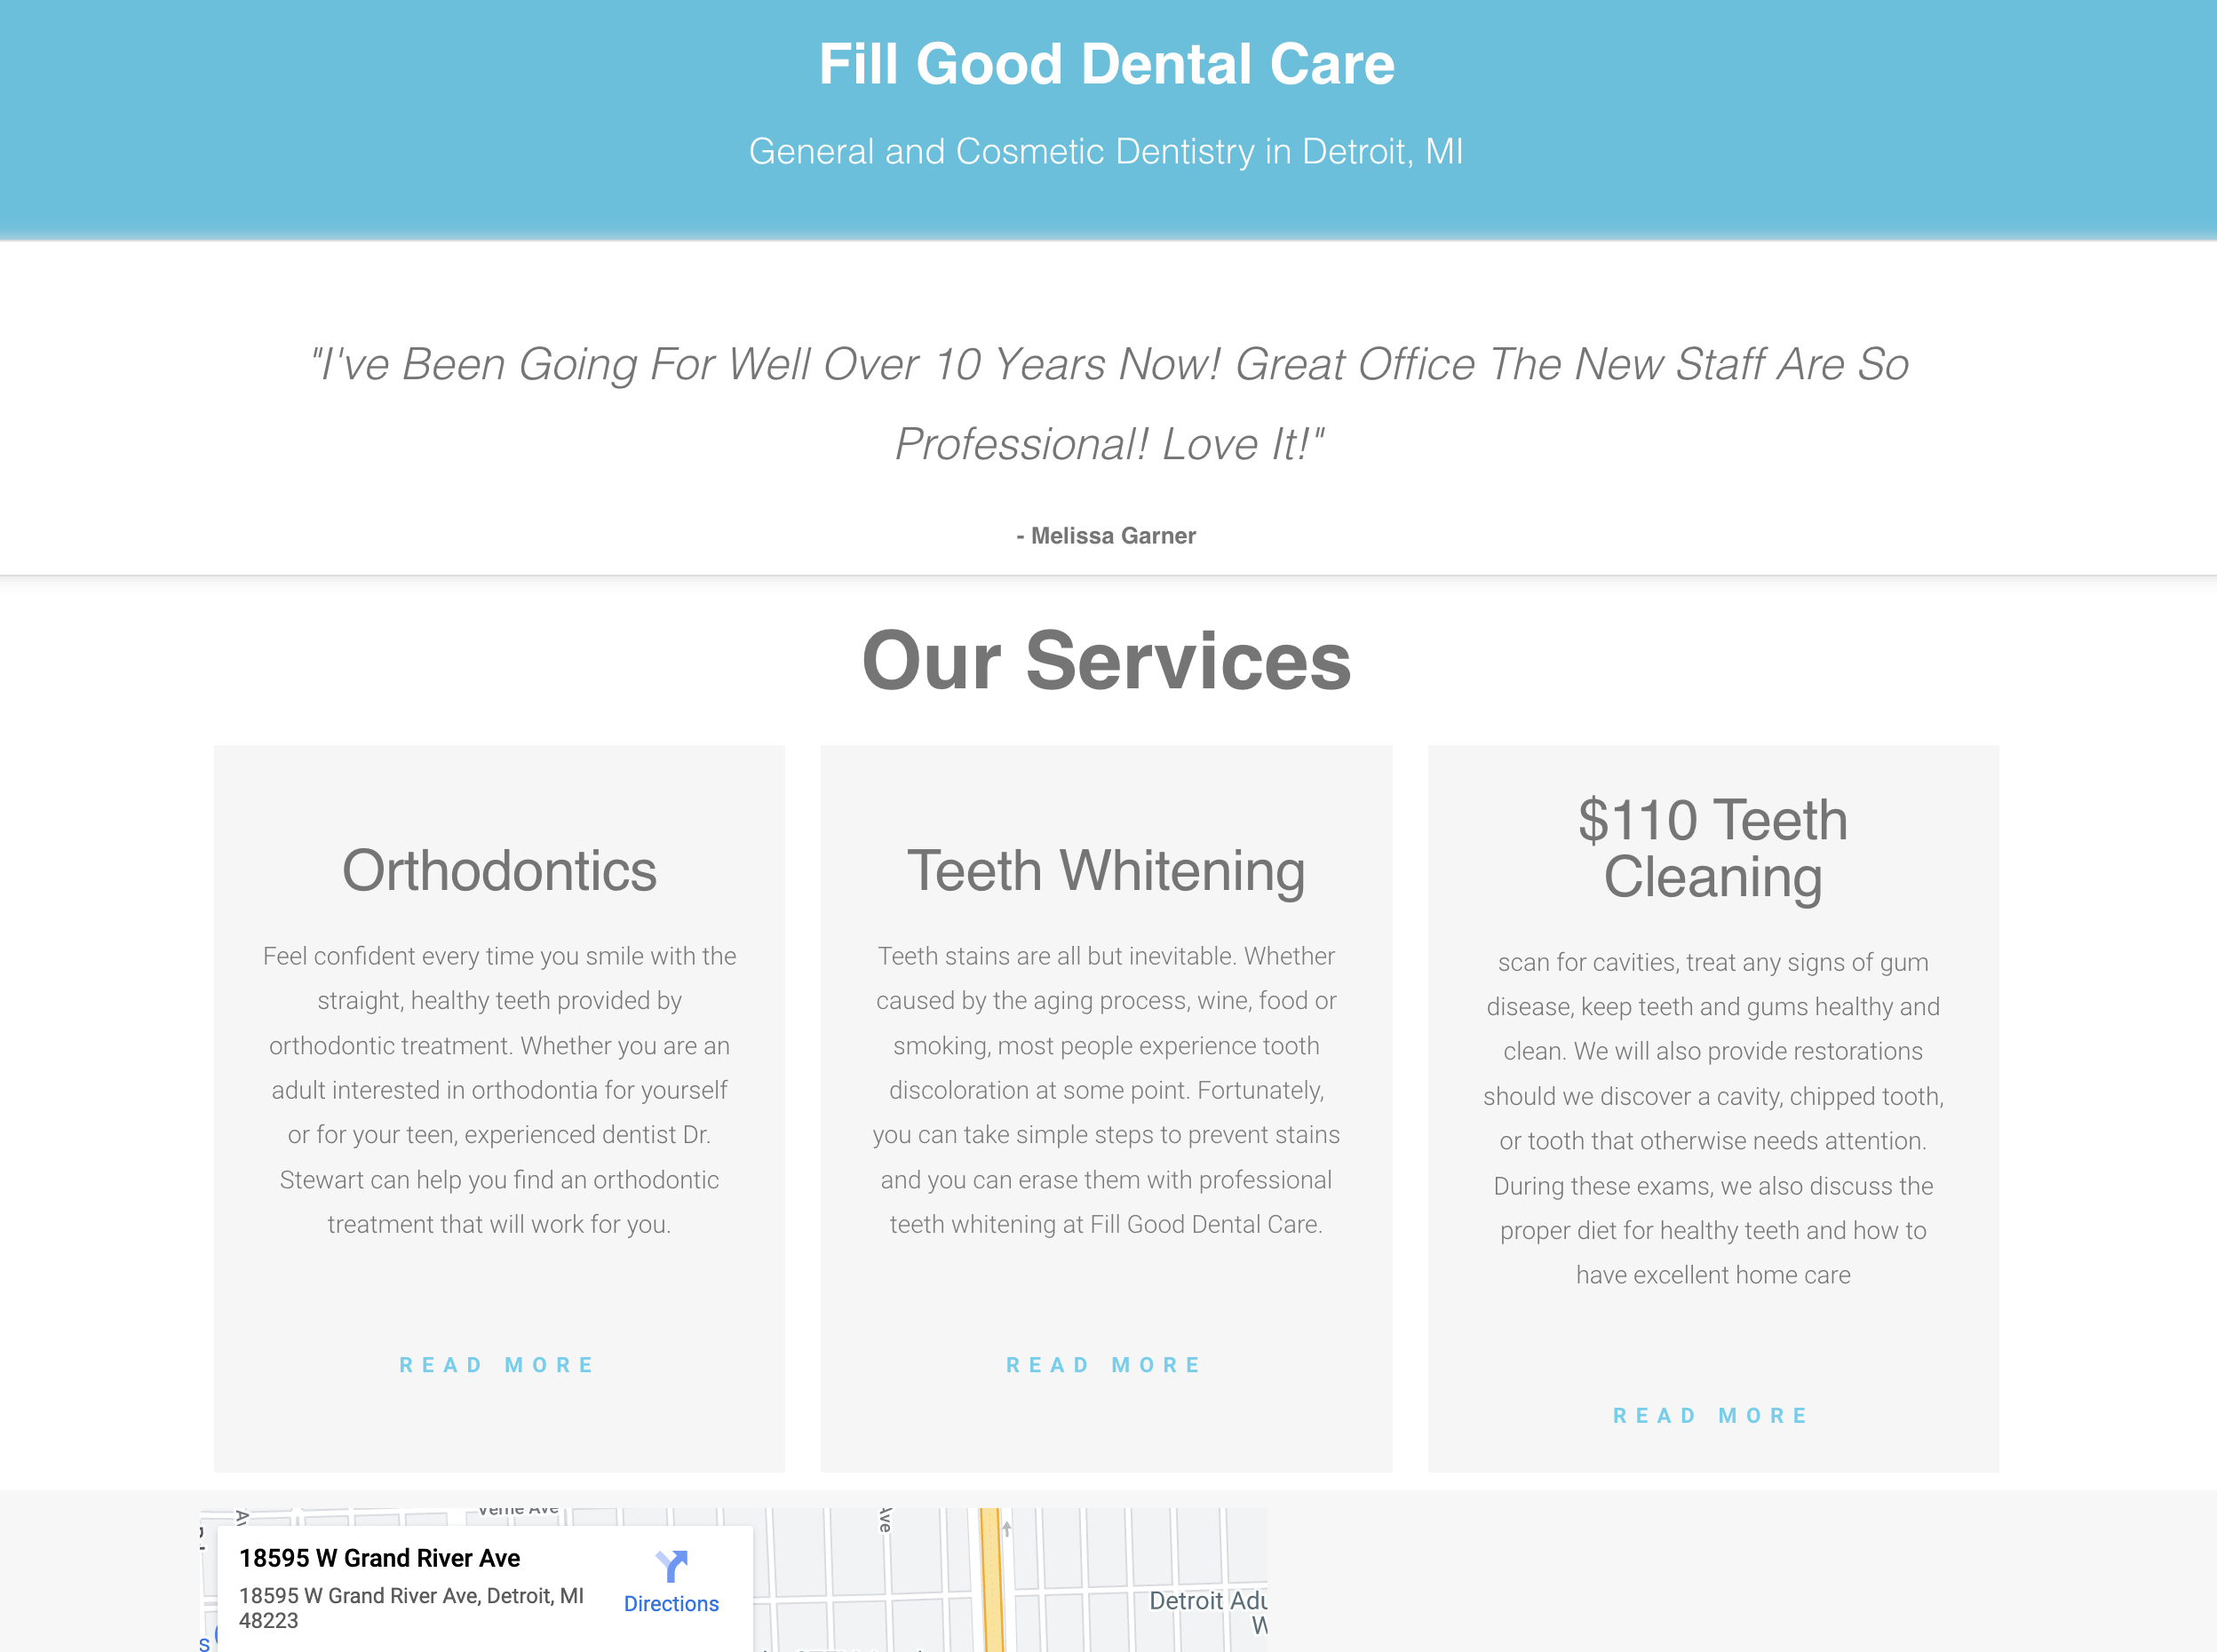 Fill Good Dental Care
General and Cosmetic Dentistry in Detroit, MI
"I've Been Going For Well Over 10 Years Now! Great Office The New Staff Are So
Professional! Love It!"
- Melissa Garner
Our Services
Orthodontics
Feel confident every time you smile with the
straight, healthy teeth provided by
orthodontic treatment. Whether you are an
adult interested in orthodontia for yourself
or for your teen, experienced dentist Dr.
Stewart can help you find an orthodontic
treatment that will work for you.
READ MORE
Teeth Whitening
Teeth stains are all but inevitable. Whether
caused by the aging process, wine, food or
smoking, most people experience tooth
discoloration at some point. Fortunately,
you can take simple steps to prevent stains
and you can erase them with professional
teeth whitening at Fill Good Dental Care.
READ MORE
$110 Teeth
Cleaning
scan for cavities, treat any signs of gum
disease, keep teeth and gums healthy and
clean. We will also provide restorations
should we discover a cavity, chipped tooth,
or tooth that otherwise needs attention.
During these exams, we also discuss the
proper diet for healthy teeth and how to
have excellent home care
READ MORE
18595 W Grand River Ave
18595 W Grand River Ave, Detroit, MI
48223
Directions
Verne Ave
Ave
Detroit Adu
W